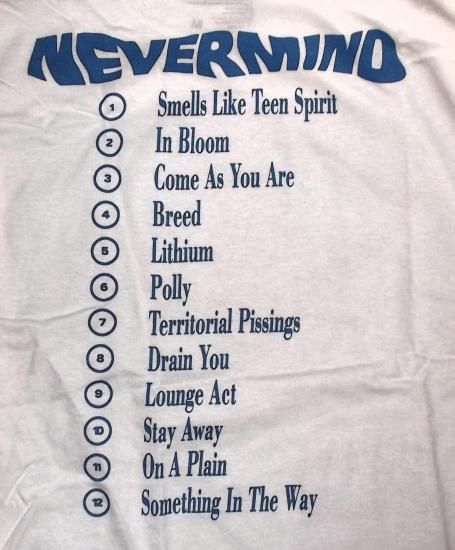 NEVERMIND
1 Smells Like Teen Spirit
2 In Bloom
3 Come As You Are
4 Breed
5 Lithium
6 Polly
7 Territorial Pissings
8 Drain You
9 Lounge Act
10 Stay Away
11 On A Plain
12 Something In The Way